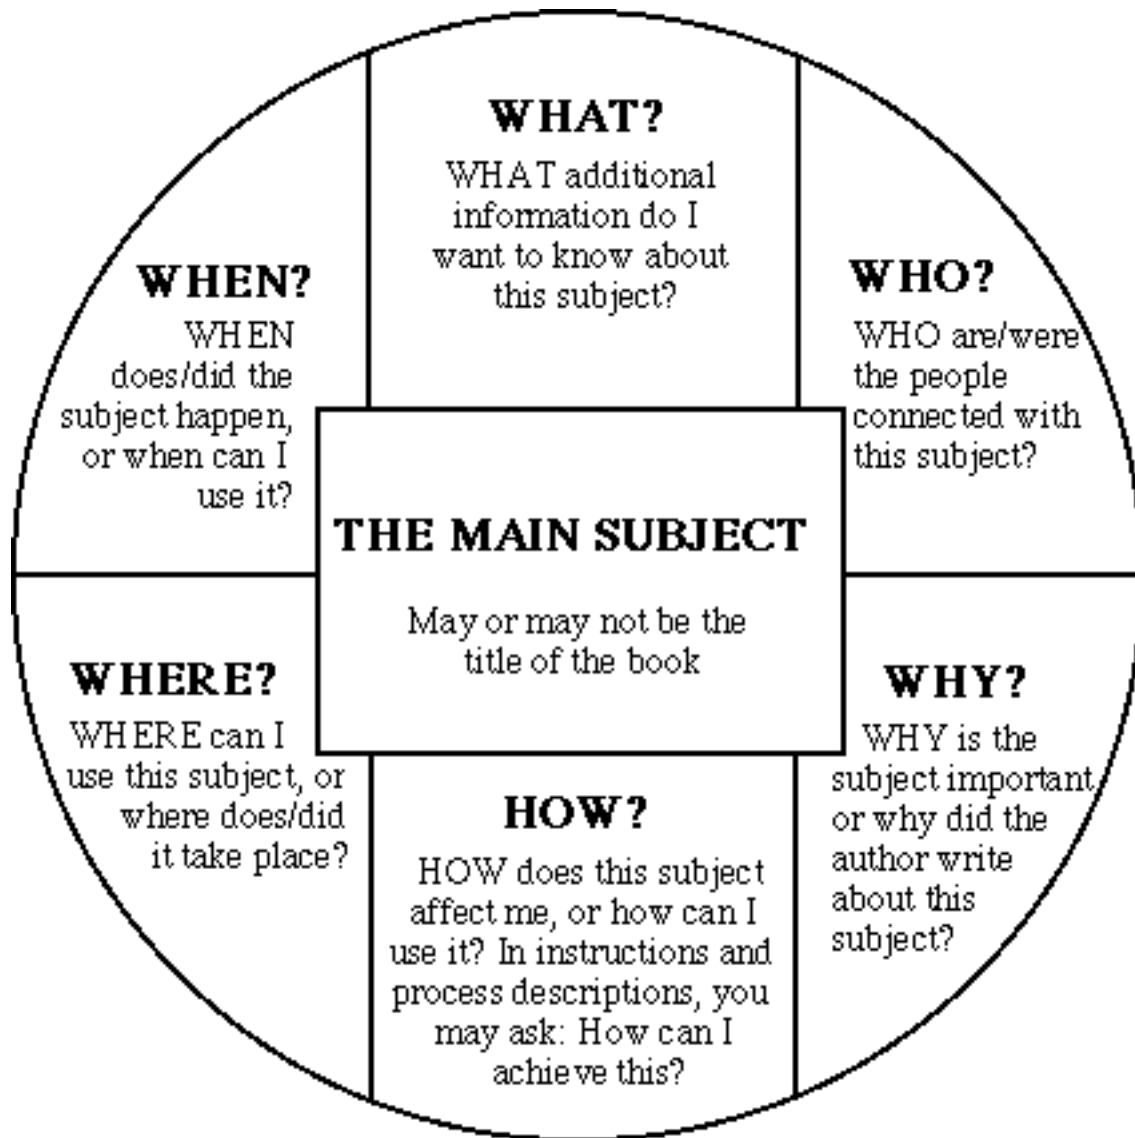 WHAT?
WHAT additional
information do I
want to know about
this subject?
WHO?
WHO are/were
the people
connected with
this subject?
WHEN?
WHEN
does/did the
subject happen,
or when can I
use it?
THE MAIN SUBJECT
May or may not be the
title of the book
WHERE?
WHERE can I
use this subject, or
where does/did
it take place?
WHY?
WHY is the
subject important
or why did the
author write
about this
subject?
HOW?
HOW does this subject
affect me, or how can I
use it? In instructions and
process descriptions, you
may ask: How can I
achieve this?